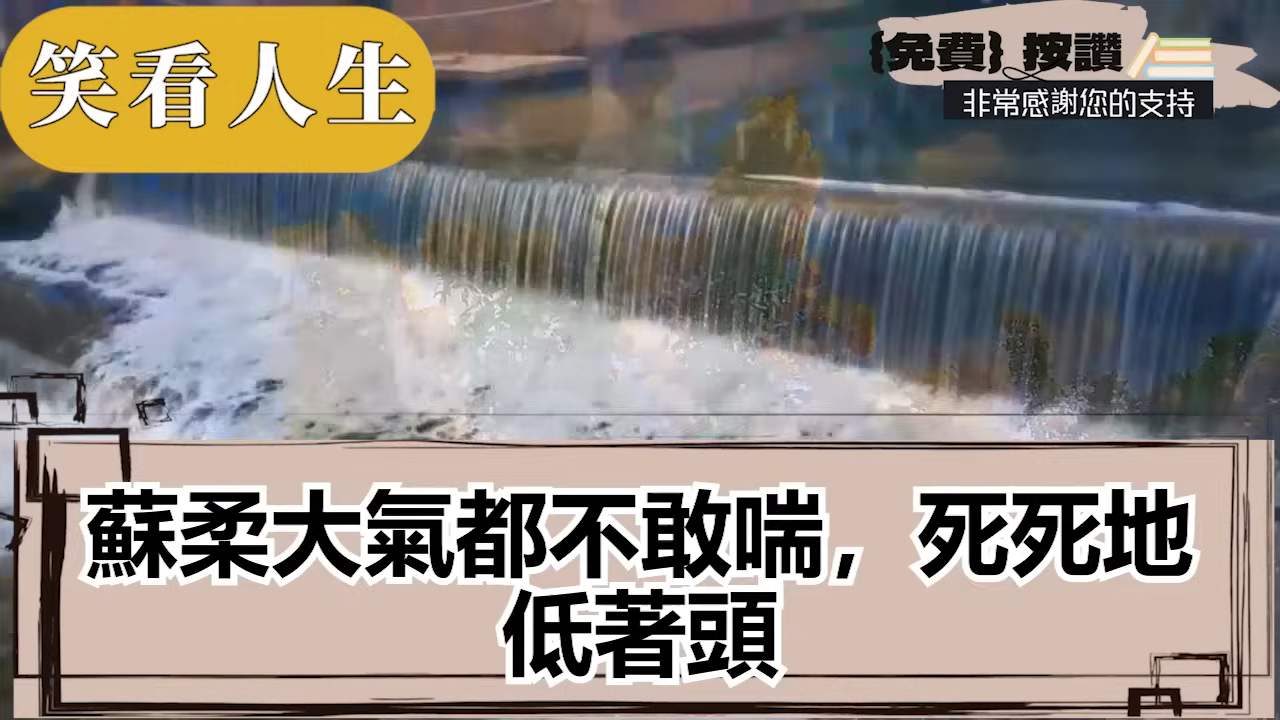 笑看人生
{免費} 按讚
非常感謝您的支持
蘇柔大氣都不敢喘，死死地
低著頭